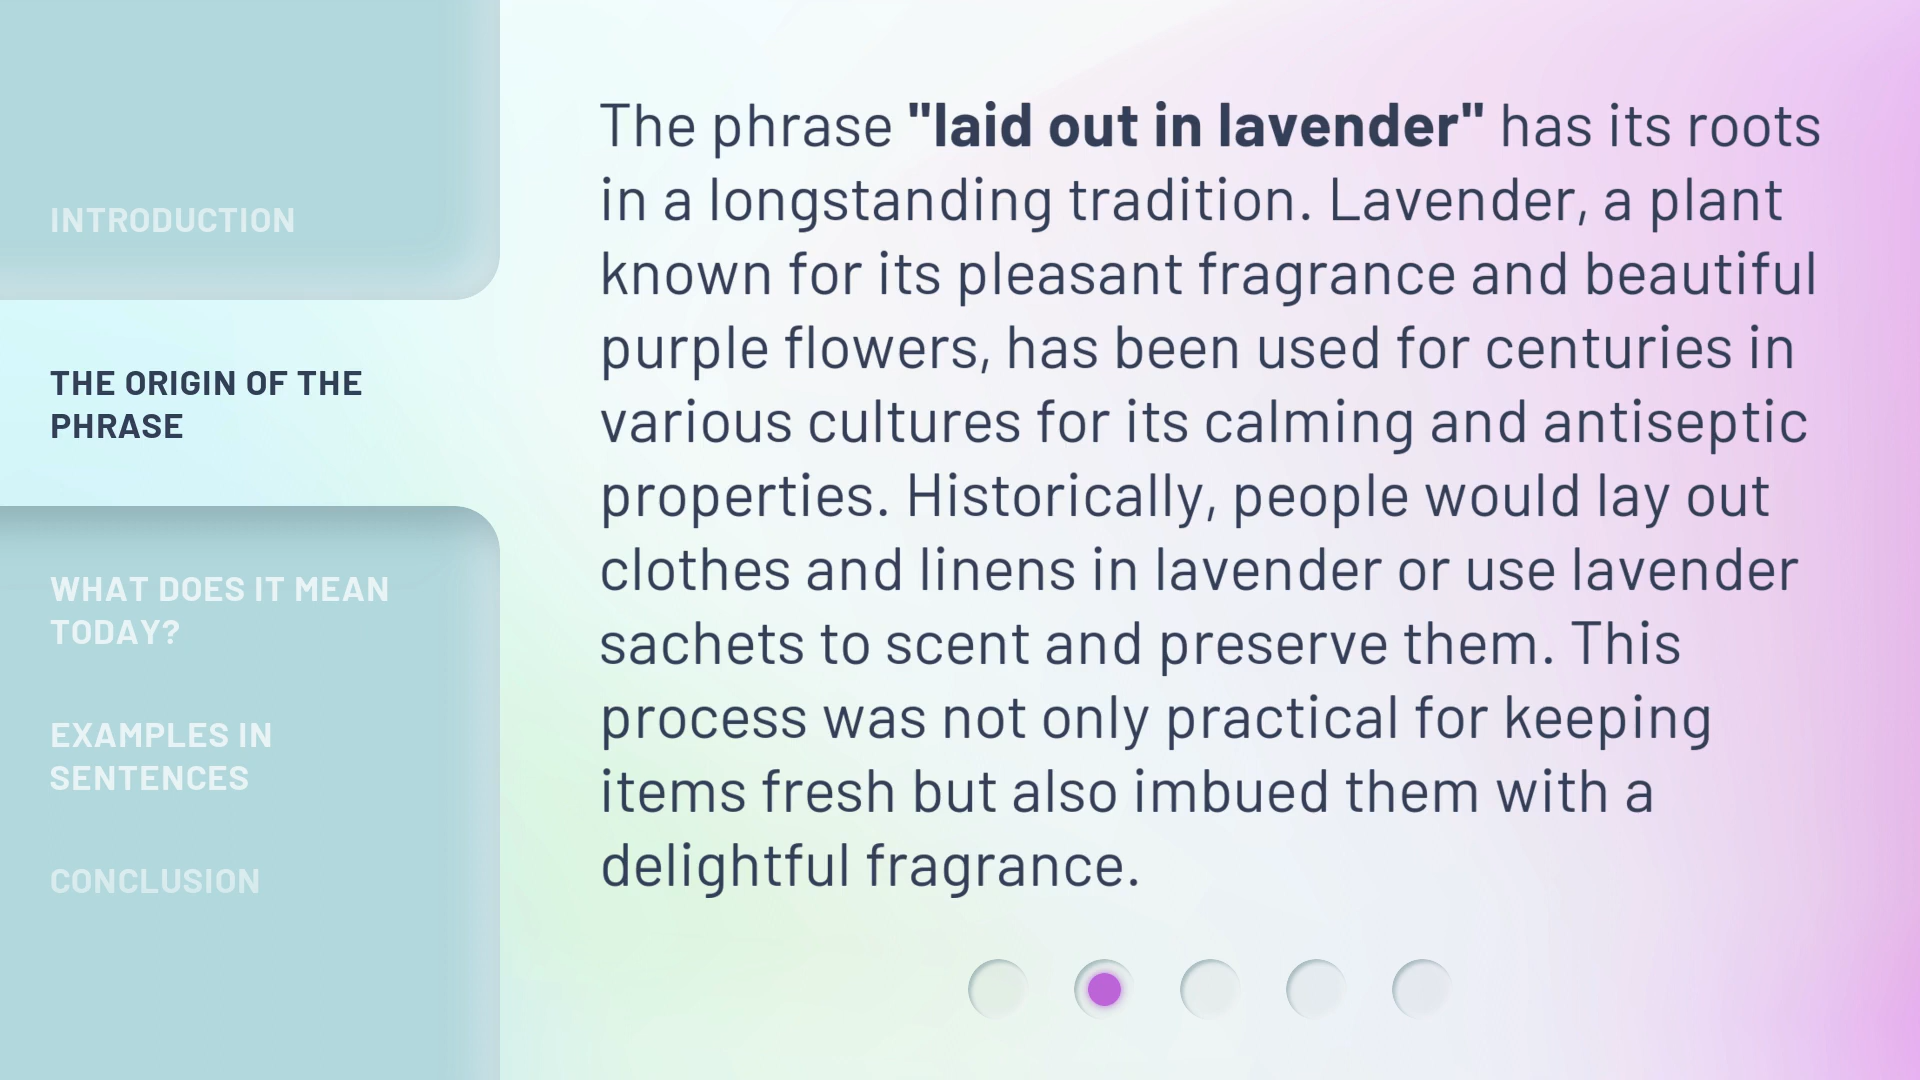 INTRODUCTION
THE ORIGIN OF THE
PHRASE
WHAT DOES IT MEAN
TODAY?
EXAMPLES IN
SENTENCES
CONCLUSION
The phrase "laid out in lavender" has its roots
in a longstanding tradition. Lavender, a plant
known for its pleasant fragrance and beautiful
purple flowers, has been used for centuries in
various cultures for its calming and antiseptic
properties. Historically, people would lay out
clothes and linens in lavender or use lavender
sachets to scent and preserve them. This
process was not only practical for keeping
items fresh but also imbued them with a
delightful fragrance.